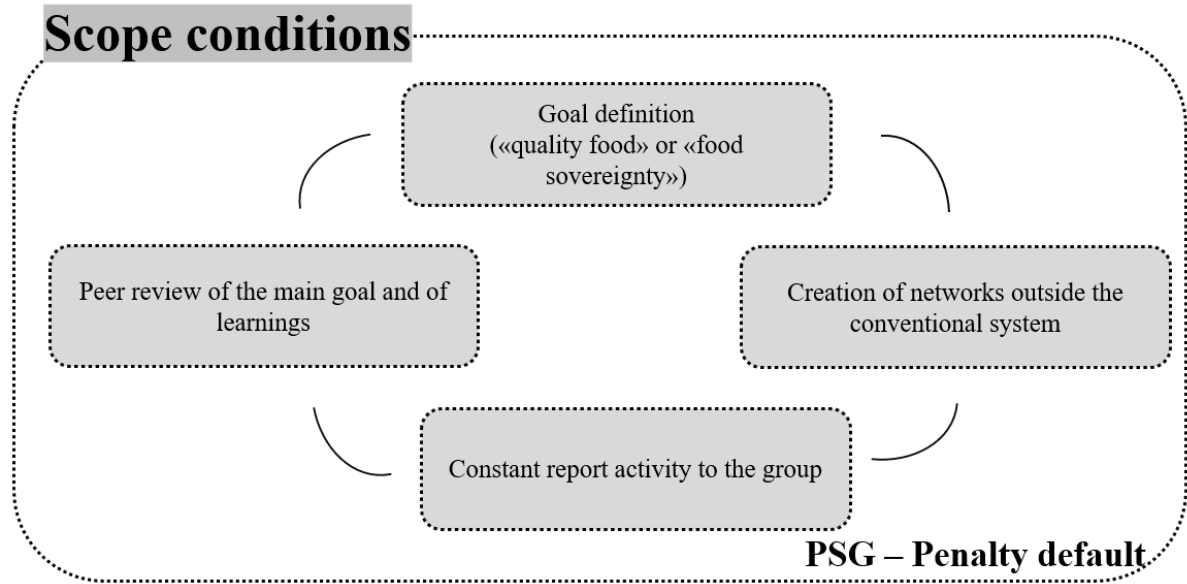 Scope conditions
Goal definition
(«quality food» or «food
sovereignty»)
Peer review of the main goal and of
learnings
Creation of networks outside the
conventional system
Constant report activity to the group
PSG – Penalty default